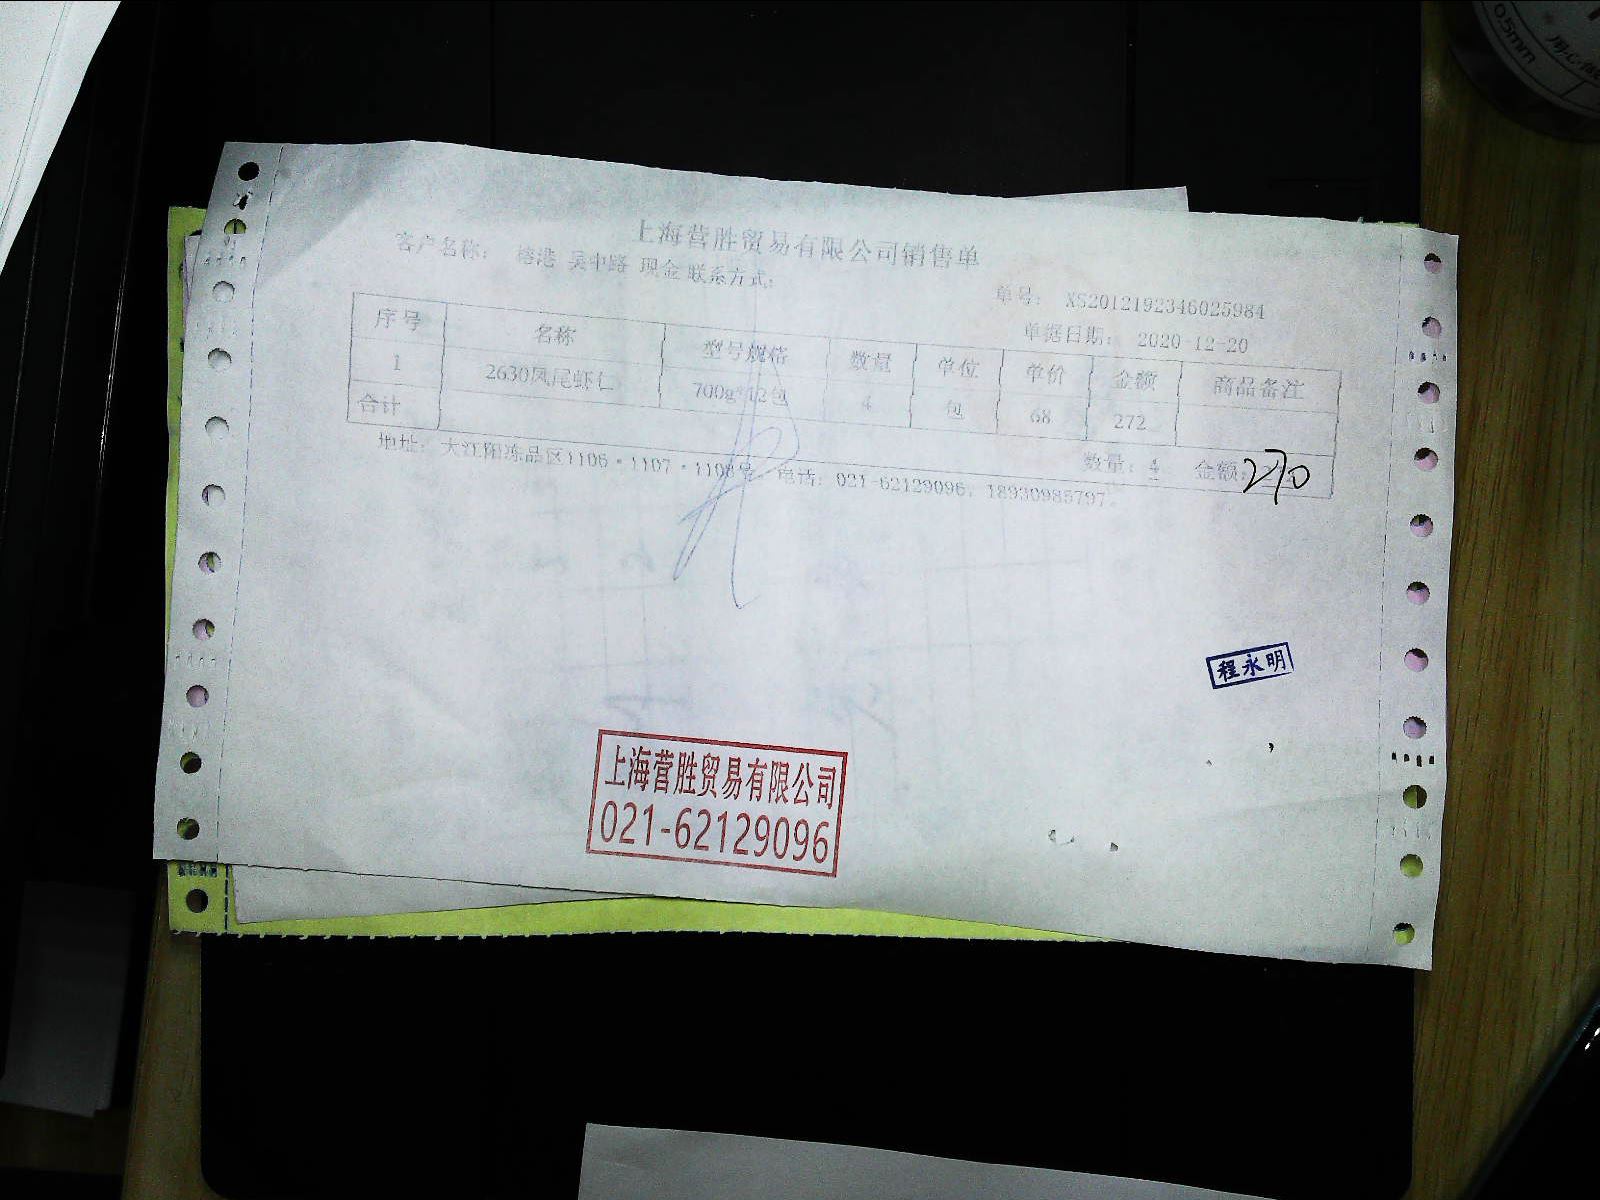 上海营胜贸易有限公司销售单
客户名称： 榕港 吴中路 现金 联系方式：
单号： XS2012192346025984
单据日期： 2020-12-20
序号 名称 型号规格 数量 单位 单价 金额 商品备注
1 2630凤尾虾仁 700g*12包 4 包 68 272
合计 数量：4 金额：270
地址： 大江阳冻品区1106·1107·1108号 电话：021-62129096，18930985797。
程永明
上海营胜贸易有限公司
021-62129096
0.5mm